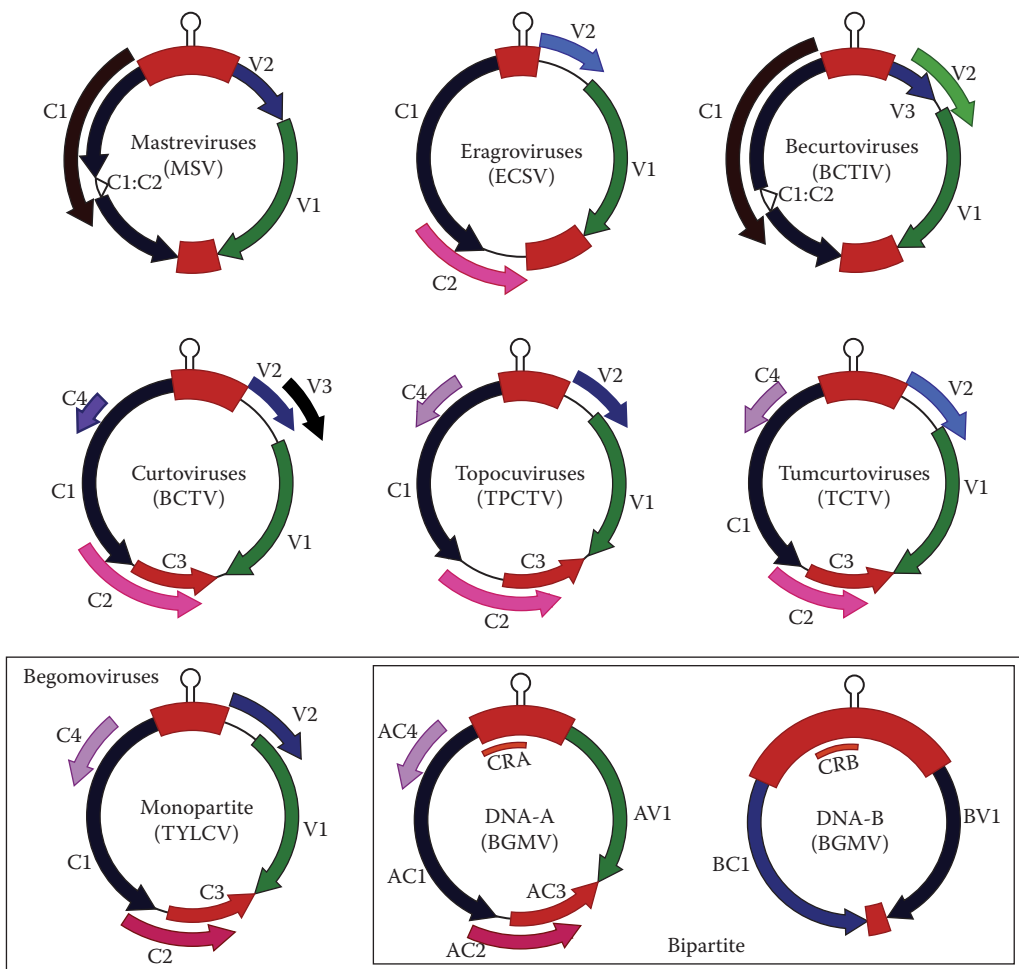 V2
C1
Mastreviruses
(MSV)
C1:C2
V1
V2
C1
Eragroviruses
(ECSV)
V1
C2
V2
C1
V3
Becurtoviruses
(BCTIV)
C1:C2
V1
C4
V2
V3
Curtoviruses
(BCTV)
C1
V1
C3
C2
C4
V2
Topocuviruses
(TPCTV)
C1
V1
C3
C2
C4
V2
Tumcurtoviruses
(TCTV)
V1
C1
C3
C2
Begomoviruses
C4
V2
Monopartite
(TYLCV)
V1
C1
C3
C2
AC4
CRA
DNA-A
(BGMV)
AV1
AC1
AC3
AC2
CRB
DNA-B
(BGMV)
BV1
BC1
Bipartite